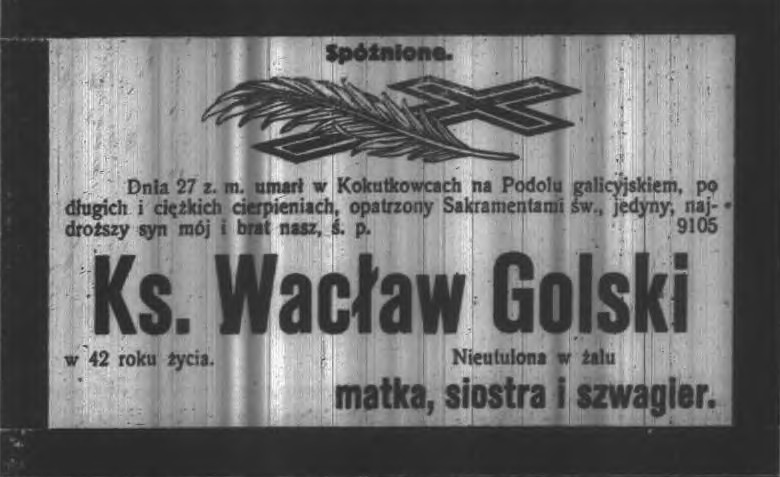 Spóźnione.
Dnia 27 z. m. umarł w Kokutkowcach na Podolu galicyjskiem, po
długich i ciężkich cierpieniach, opatrzony Sakramentami św., jedyny, naj-
droższy syn mój i brat nasz, ś. p. 9105
Ks. Wacław Golski
w 42 roku życia. Nieutulona w żalu
matka, siostra i szwagier.